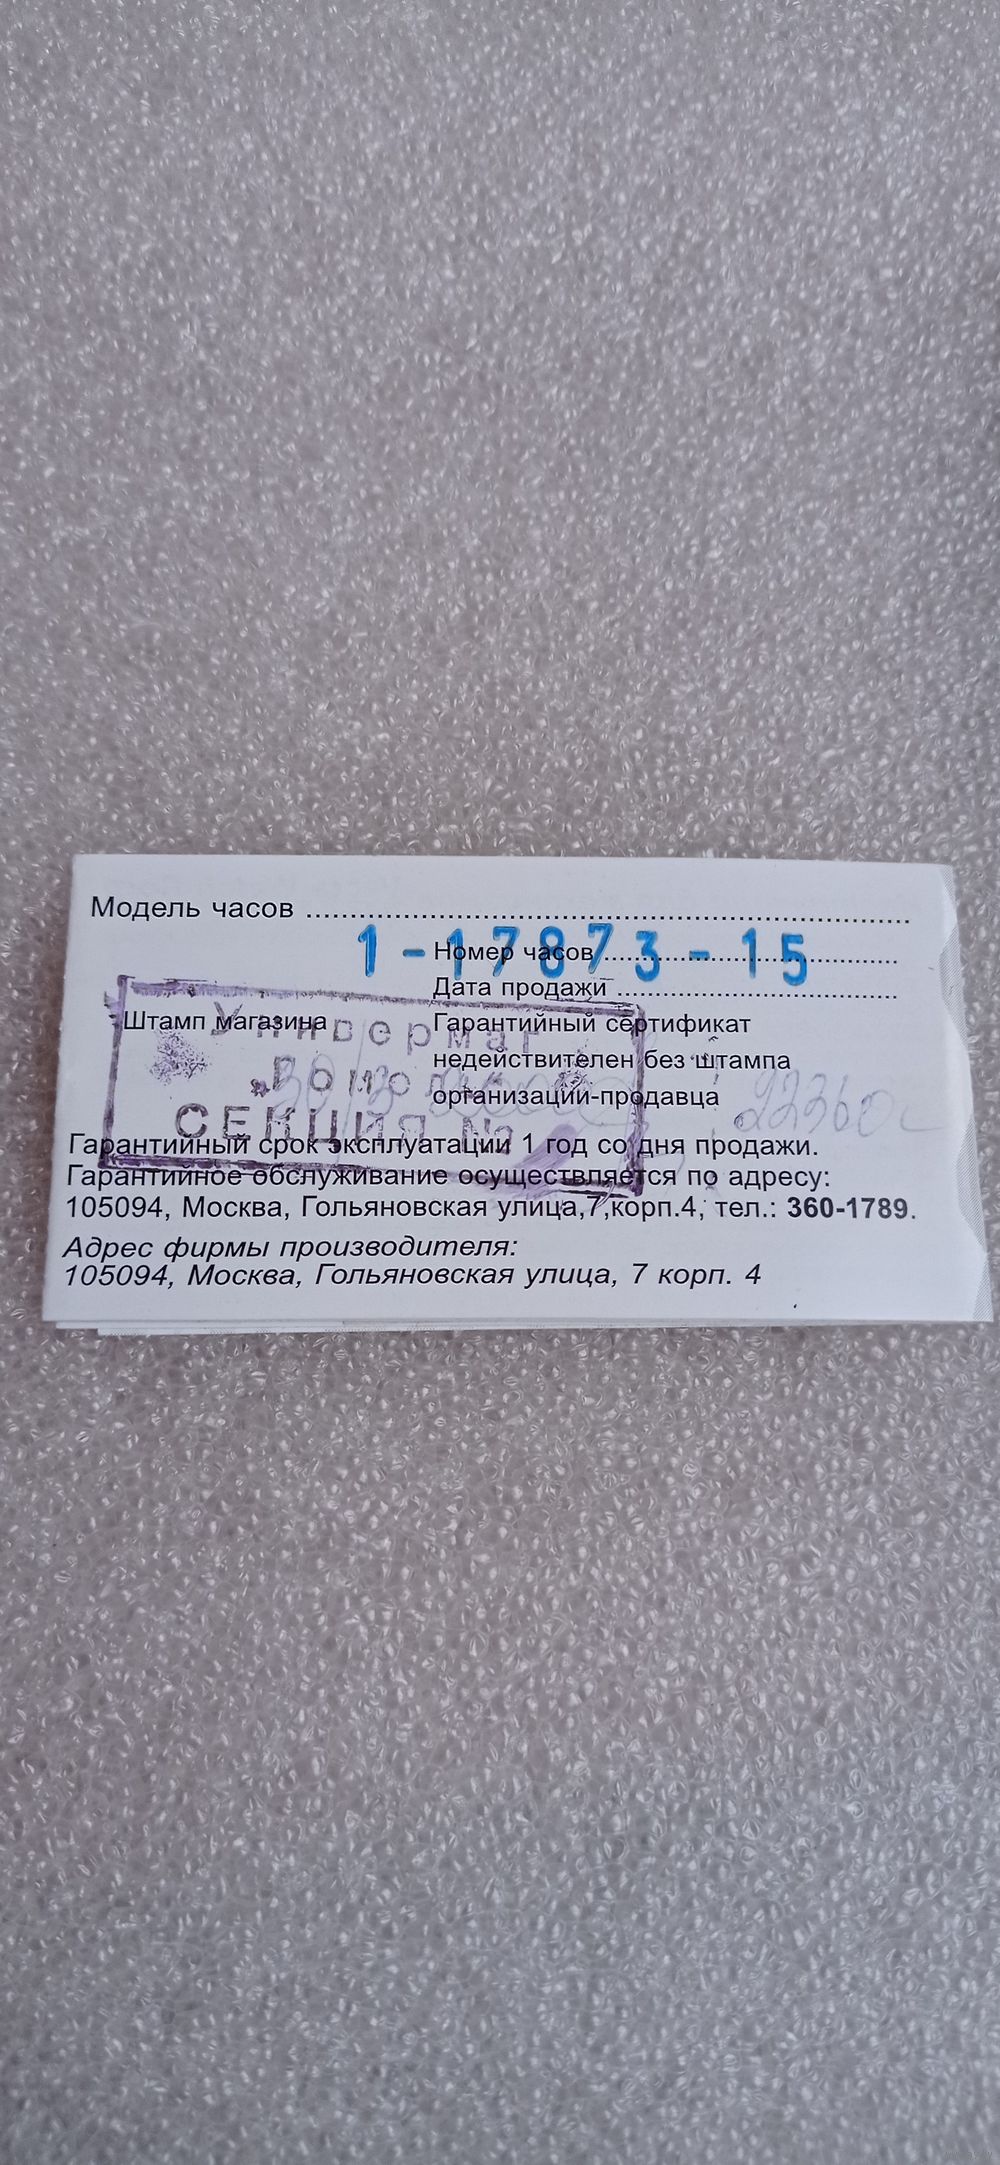 Модель часов
1-17873-15
Номер часов
Дата продажи
Штамп магазина
Гарантийный сертификат
недействителен без штампа
организации-продавца
Универмаг
СЕКЦИЯ №
Гарантийный срок эксплуатации 1 год со дня продажи.
Гарантийное обслуживание осуществляется по адресу:
105094, Москва, Гольяновская улица,7,корп.4, тел.: 360-1789.
Адрес фирмы производителя:
105094, Москва, Гольяновская улица, 7 корп. 4